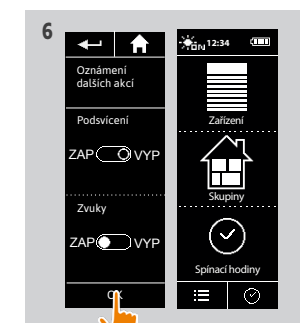 6
Oznámení
dalších akcí
Podsvícení
ZAP VYP
Zvuky
ZAP VYP
OK
12:34
Zařízení
Skupiny
Spínací hodiny